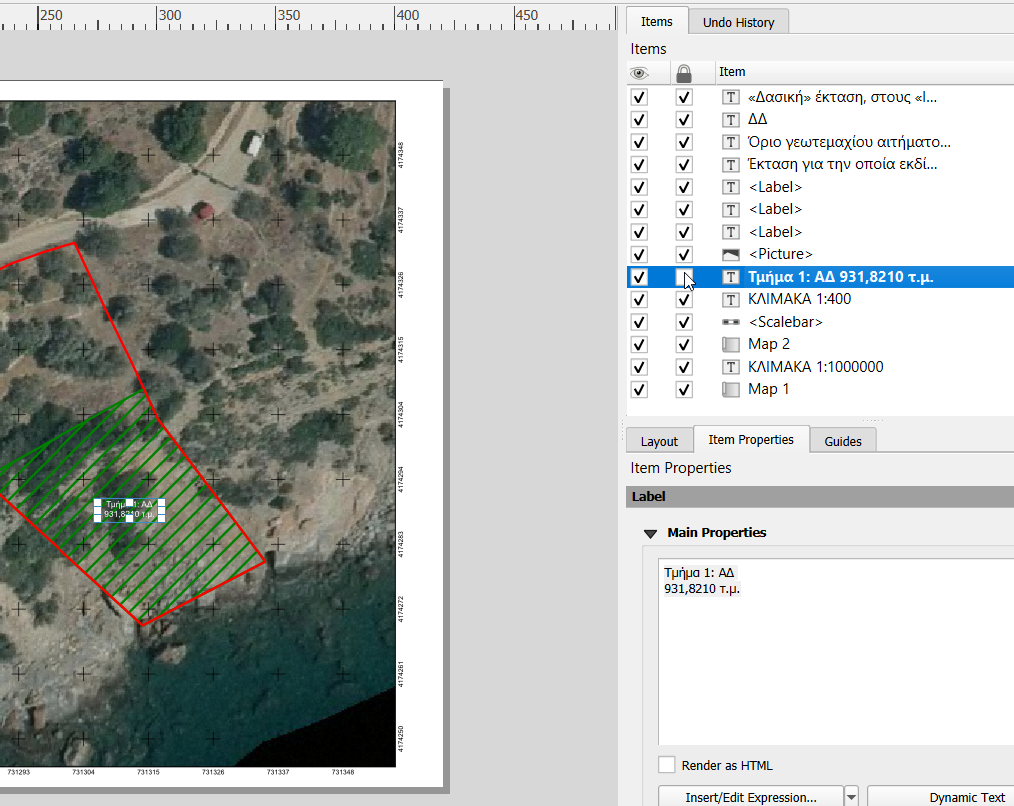 250
300
350
400
450
Items
Undo History
Items
Item
«Δασική» έκταση, στους «Ι...
ΔΔ
Όριο γεωτεμαχίου αιτήματο...
Έκταση για την οποία εκδί...
<Label>
<Label>
<Label>
<Picture>
Τμήμα 1: ΑΔ 931,8210 τ.μ.
ΚΛΙΜΑΚΑ 1:400
<Scalebar>
Map 2
ΚΛΙΜΑΚΑ 1:1000000
Map 1
Layout
Item Properties
Guides
Item Properties
Label
Main Properties
Τμήμα 1: ΑΔ
931,8210 τ.μ.
Render as HTML
Insert/Edit Expression...
Dynamic Text
4174348
4174337
4174326
4174315
4174304
4174294
4174283
4174272
4174261
4174250
Τμήμα 1: ΑΔ
931,8210 τ.μ.
731293
731304
731315
731326
731337
731348